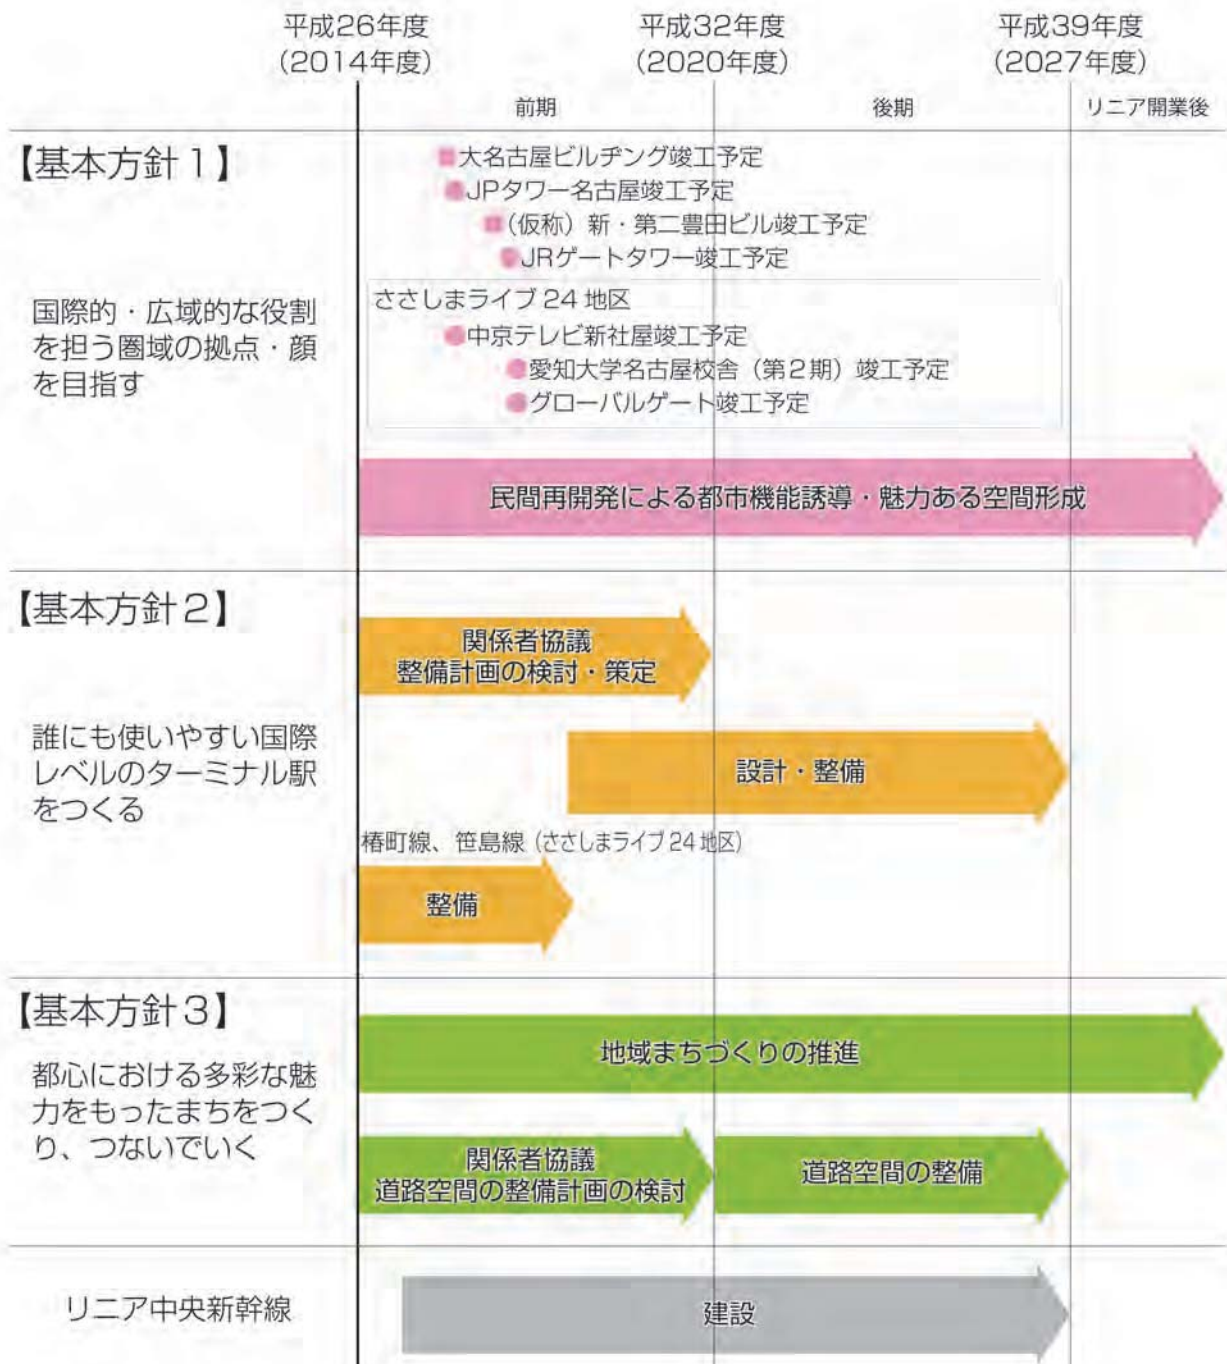 平成26年度
(2014年度)
平成32年度
(2020年度)
平成39年度
(2027年度)
前期
後期
リニア開業後
【基本方針1】
国際的・広域的な役割
を担う圏域の拠点・顔
を目指す
大名古屋ビルヂング竣工予定
JPタワー名古屋竣工予定
(仮称)新・第二豊田ビル竣工予定
JRゲートタワー竣工予定
ささしまライブ24地区
中京テレビ新社屋竣工予定
愛知大学名古屋校舎(第2期)竣工予定
グローバルゲート竣工予定
民間再開発による都市機能誘導・魅力ある空間形成
【基本方針2】
誰にも使いやすい国際
レベルのターミナル駅
をつくる
関係者協議
整備計画の検討・策定
設計・整備
椿町線、笹島線(ささしまライブ24地区)
整備
【基本方針3】
都心における多彩な魅
力をもったまちをつく
り、つないでいく
地域まちづくりの推進
関係者協議
道路空間の整備計画の検討
道路空間の整備
リニア中央新幹線
建設